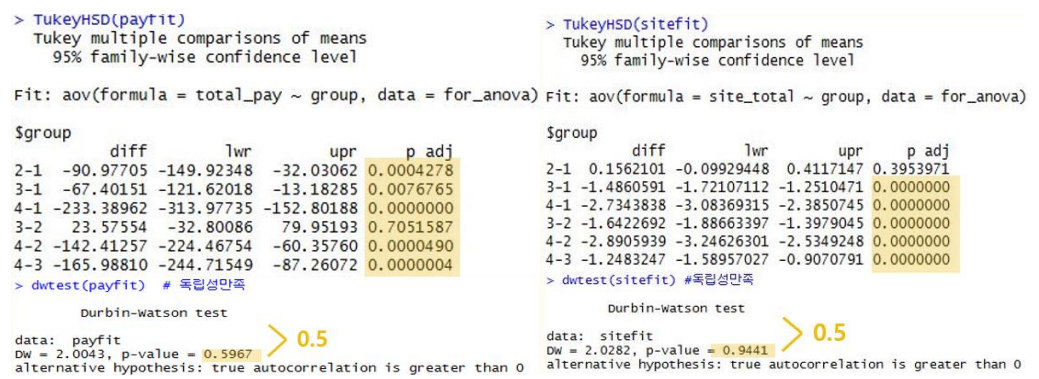 > TukeyHSD(payfit)
Tukey multiple comparisons of means
95% family-wise confidence level
Fit: aov(formula = total_pay ~ group, data = for_anova)
$group
diff lwr upr p adj
2-1 -90.97705 -149.92348 -32.03062 0.0004278
3-1 -67.40151 -121.62018 -13.18285 0.0076765
4-1 -233.38962 -313.97735 -152.80188 0.0000000
3-2 23.57554 -32.80086 79.95193 0.7051587
4-2 -142.41257 -224.46754 -60.35760 0.0000490
4-3 -165.98810 -244.71549 -87.26072 0.0000004
> dwtest(payfit) # 독립성만족
Durbin-Watson test
data: payfit
DW = 2.0043, p-value = 0.5967
alternative hypothesis: true autocorrelation is greater than 0
> 0.5
> TukeyHSD(sitefit)
Tukey multiple comparisons of means
95% family-wise confidence level
Fit: aov(formula = site_total ~ group, data = for_anova)
$group
diff lwr upr p adj
2-1 0.1562101 -0.09929448 0.4117147 0.3953971
3-1 -1.4860591 -1.72107112 -1.2510471 0.0000000
4-1 -2.7343838 -3.08369315 -2.3850745 0.0000000
3-2 -1.6422692 -1.88663397 -1.3979045 0.0000000
4-2 -2.8905939 -3.24626301 -2.5349248 0.0000000
4-3 -1.2483247 -1.58957027 -0.9070791 0.0000000
> dwtest(sitefit) #독립성만족
Durbin-Watson test
data: sitefit
DW = 2.0282, p-value = 0.9441
alternative hypothesis: true autocorrelation is greater than 0
> 0.5